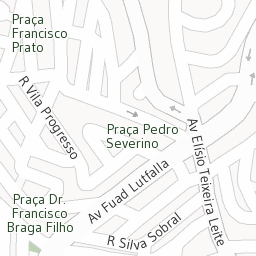 Praça
Francisco
Prato
R Vila Progresso
Praça Pedro
Severino
Av Elísio Teixeira Leite
Av Fuad Lutfalla
Praça Dr.
Francisco
Braga Filho
R Silva Sobral